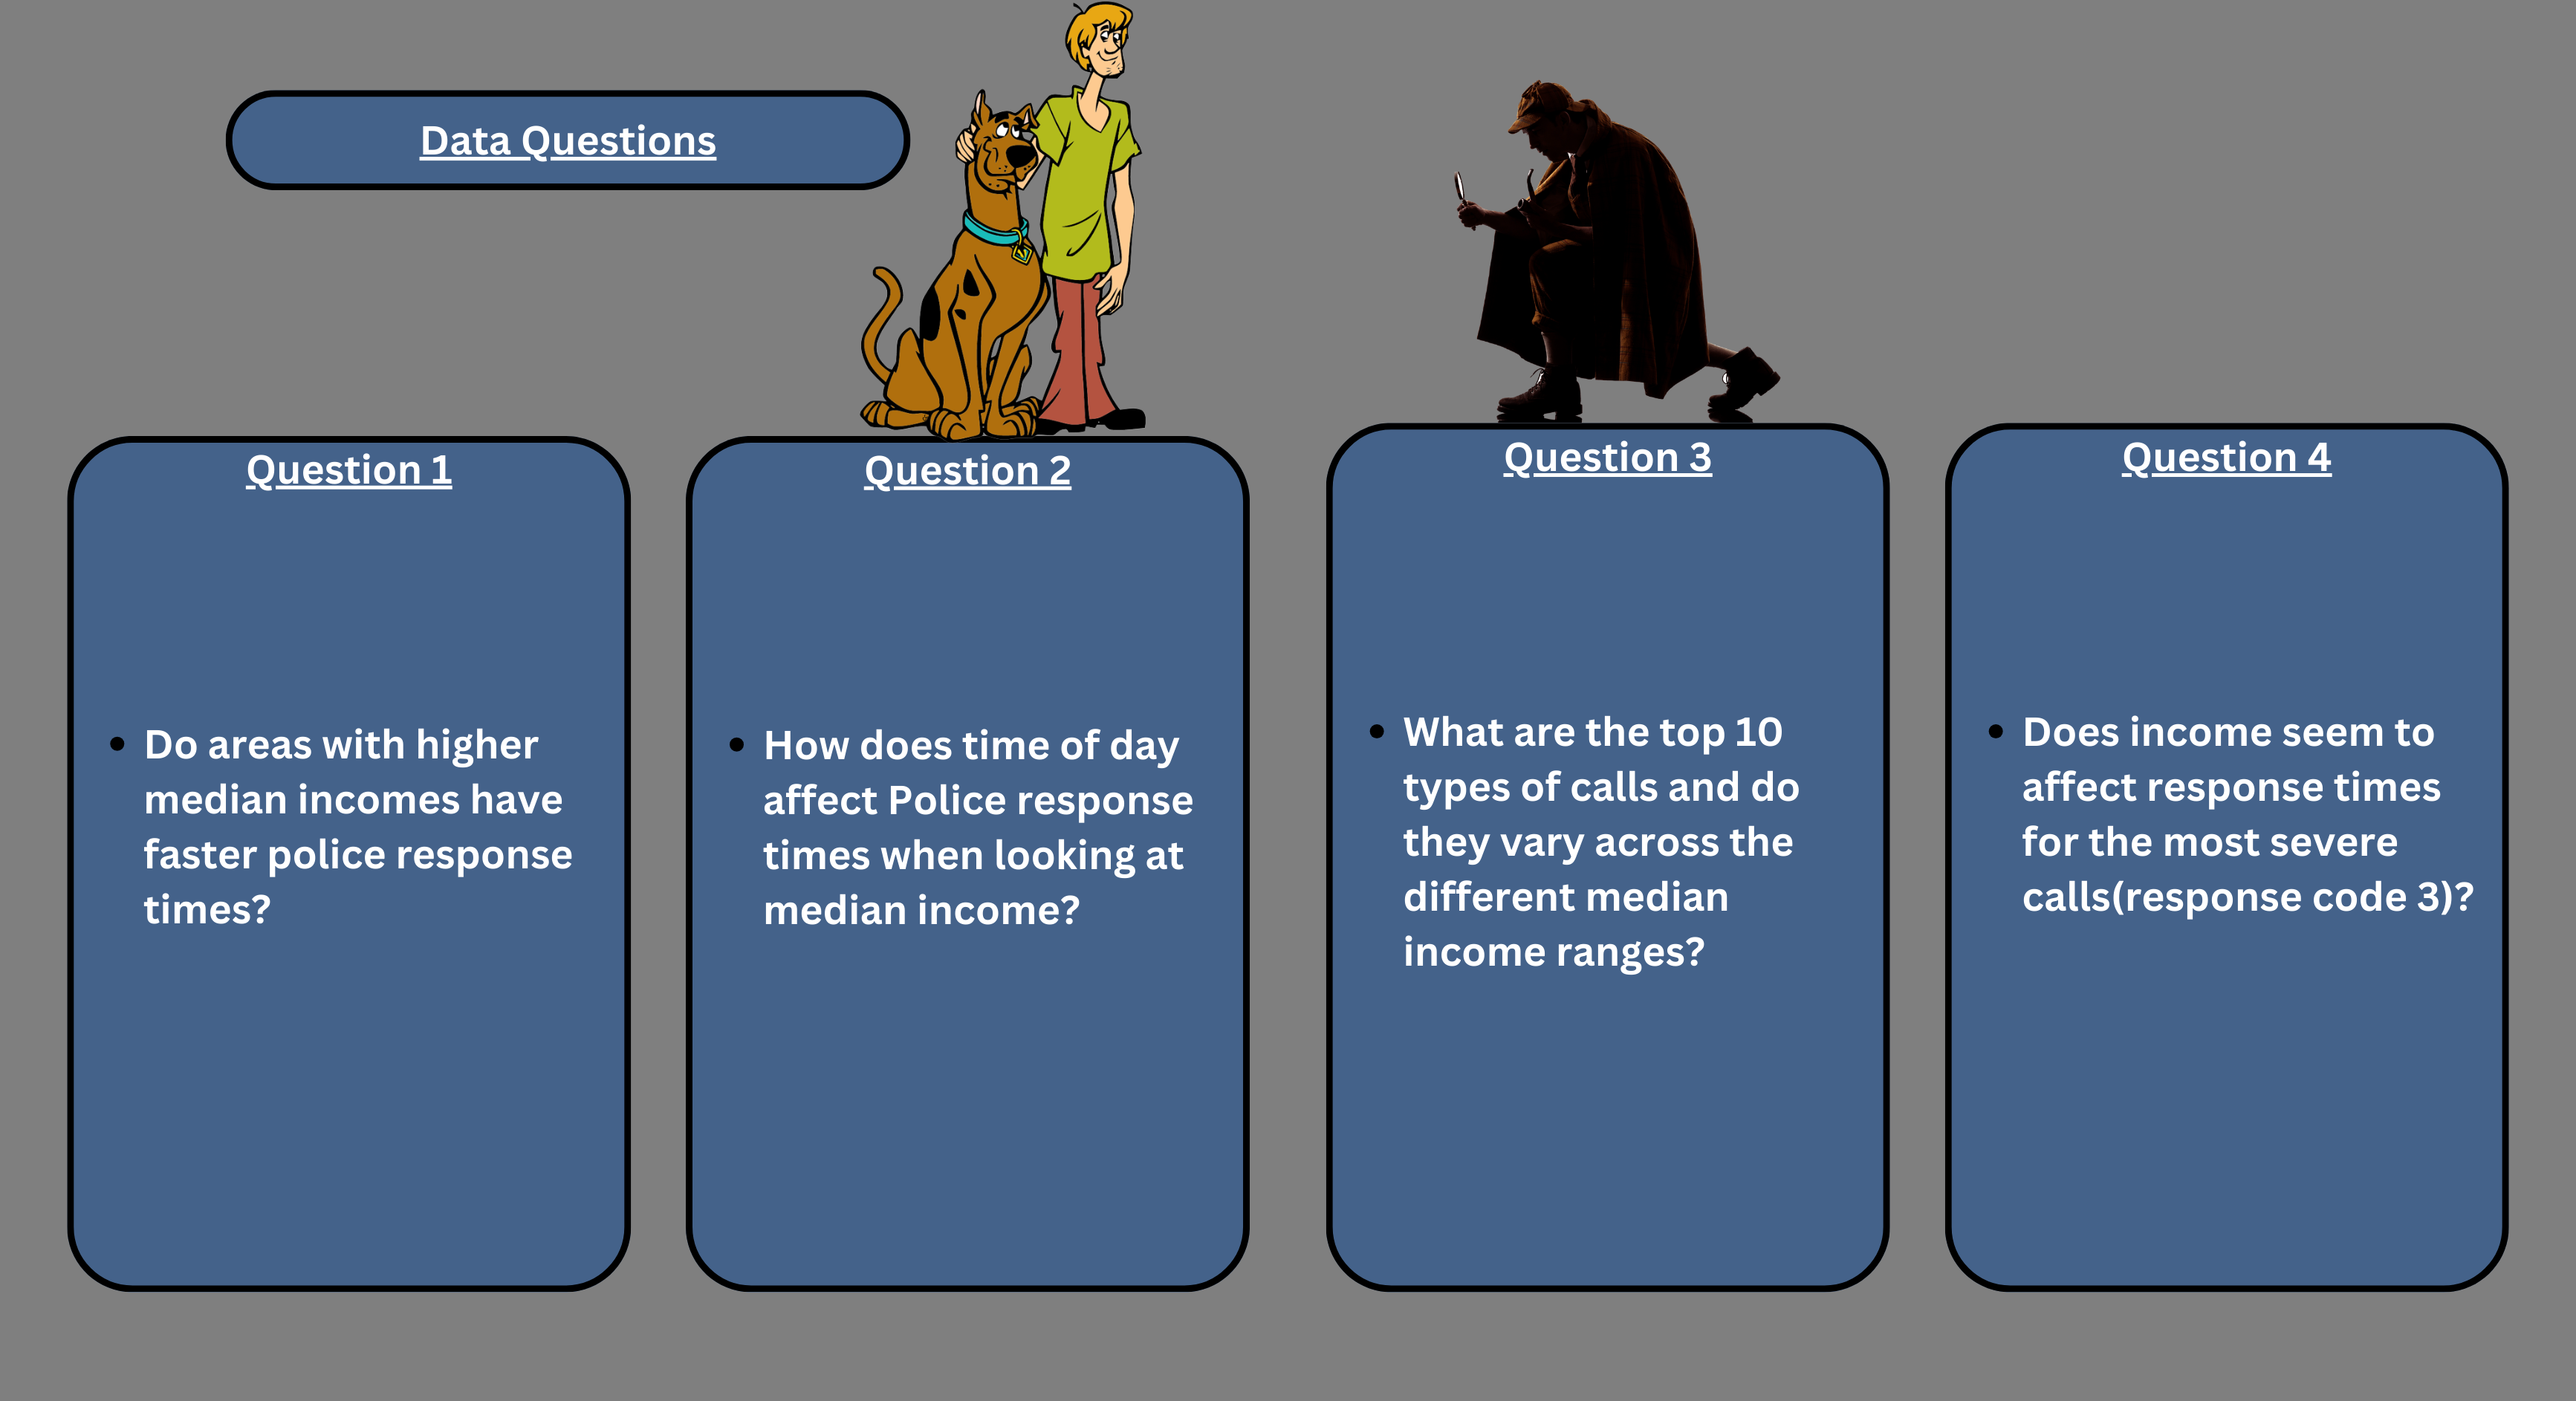 Data Questions
Question 1
• Do areas with higher
median incomes have
faster police response
times?
Question 2
• How does time of day
affect Police response
times when looking at
median income?
Question 3
• What are the top 10
types of calls and do
they vary across the
different median
income ranges?
Question 4
• Does income seem to
affect response times
for the most severe
calls(response code 3)?